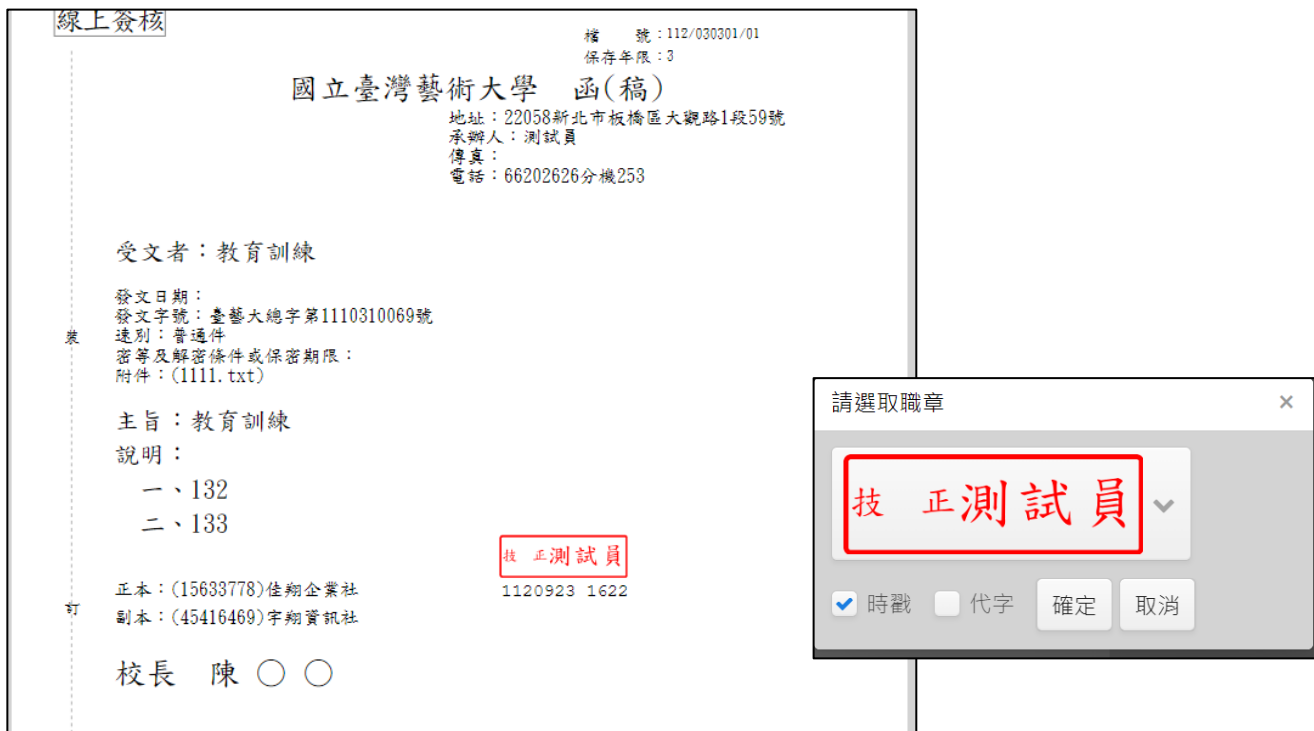 線上簽核
檔　號：112/030301/01
保存年限：3
國立臺灣藝術大學　函(稿)
地址：22058新北市板橋區大觀路1段59號
承辦人：測試員
傳真：
電話：66202626分機253
受文者：教育訓練
發文日期：
發文字號：臺藝大總字第1110310069號
速別：普通件
密等及解密條件或保密期限：
附件：(1111.txt)
裝
主旨：教育訓練
說明：
一、132
二、133
技　正測試員
1120923 1622
正本：(15633778)佳翔企業社
副本：(45416469)宇翔資訊社
訂
校長　陳○○
請選取職章
×
技　正測試員
時戳
代字
確定
取消